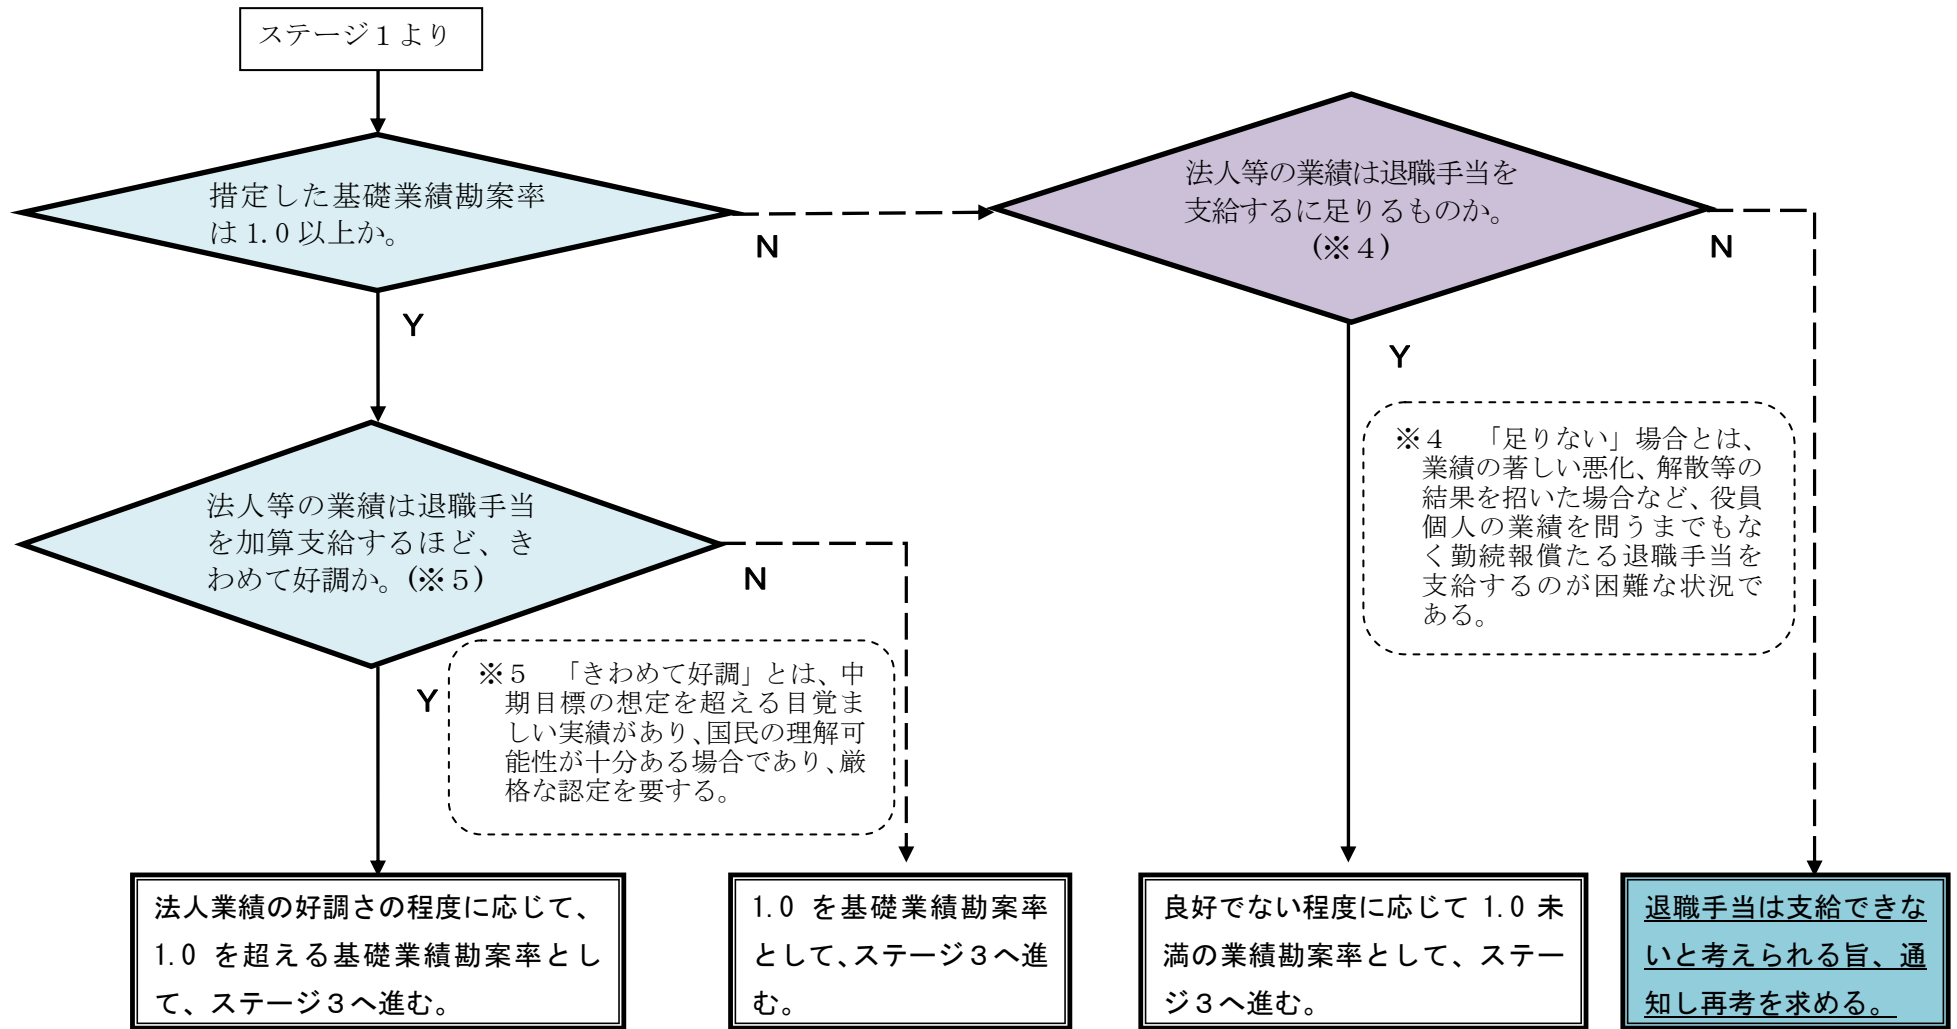 ステージ１より
措定した基礎業績勘案率
は 1.0 以上か。
N
Y
法人等の業績は退職手当を
支給するに足りるものか。
(※４)
N
Y
※４　「足りない」場合とは、
業績の著しい悪化、解散等の
結果を招いた場合など、役員
個人の業績を問うまでもな
く勤続報償たる退職手当を
支給するのが困難な状況で
ある。
法人等の業績は退職手当
を加算支給するほど、き
わめて好調か。(※５)
N
Y
※５　「きわめて好調」とは、中
期目標の想定を超える目覚ま
しい実績があり、国民の理解可
能性が十分ある場合であり、厳
格な認定を要する。
法人業績の好調さの程度に応じて、
1.0 を超える基礎業績勘案率とし
て、ステージ３へ進む。
1.0 を基礎業績勘案率
として、ステージ３へ進
む。
良好でない程度に応じて 1.0 未
満の業績勘案率として、ステー
ジ３へ進む。
退職手当は支給できな
いと考えられる旨、通
知し再考を求める。